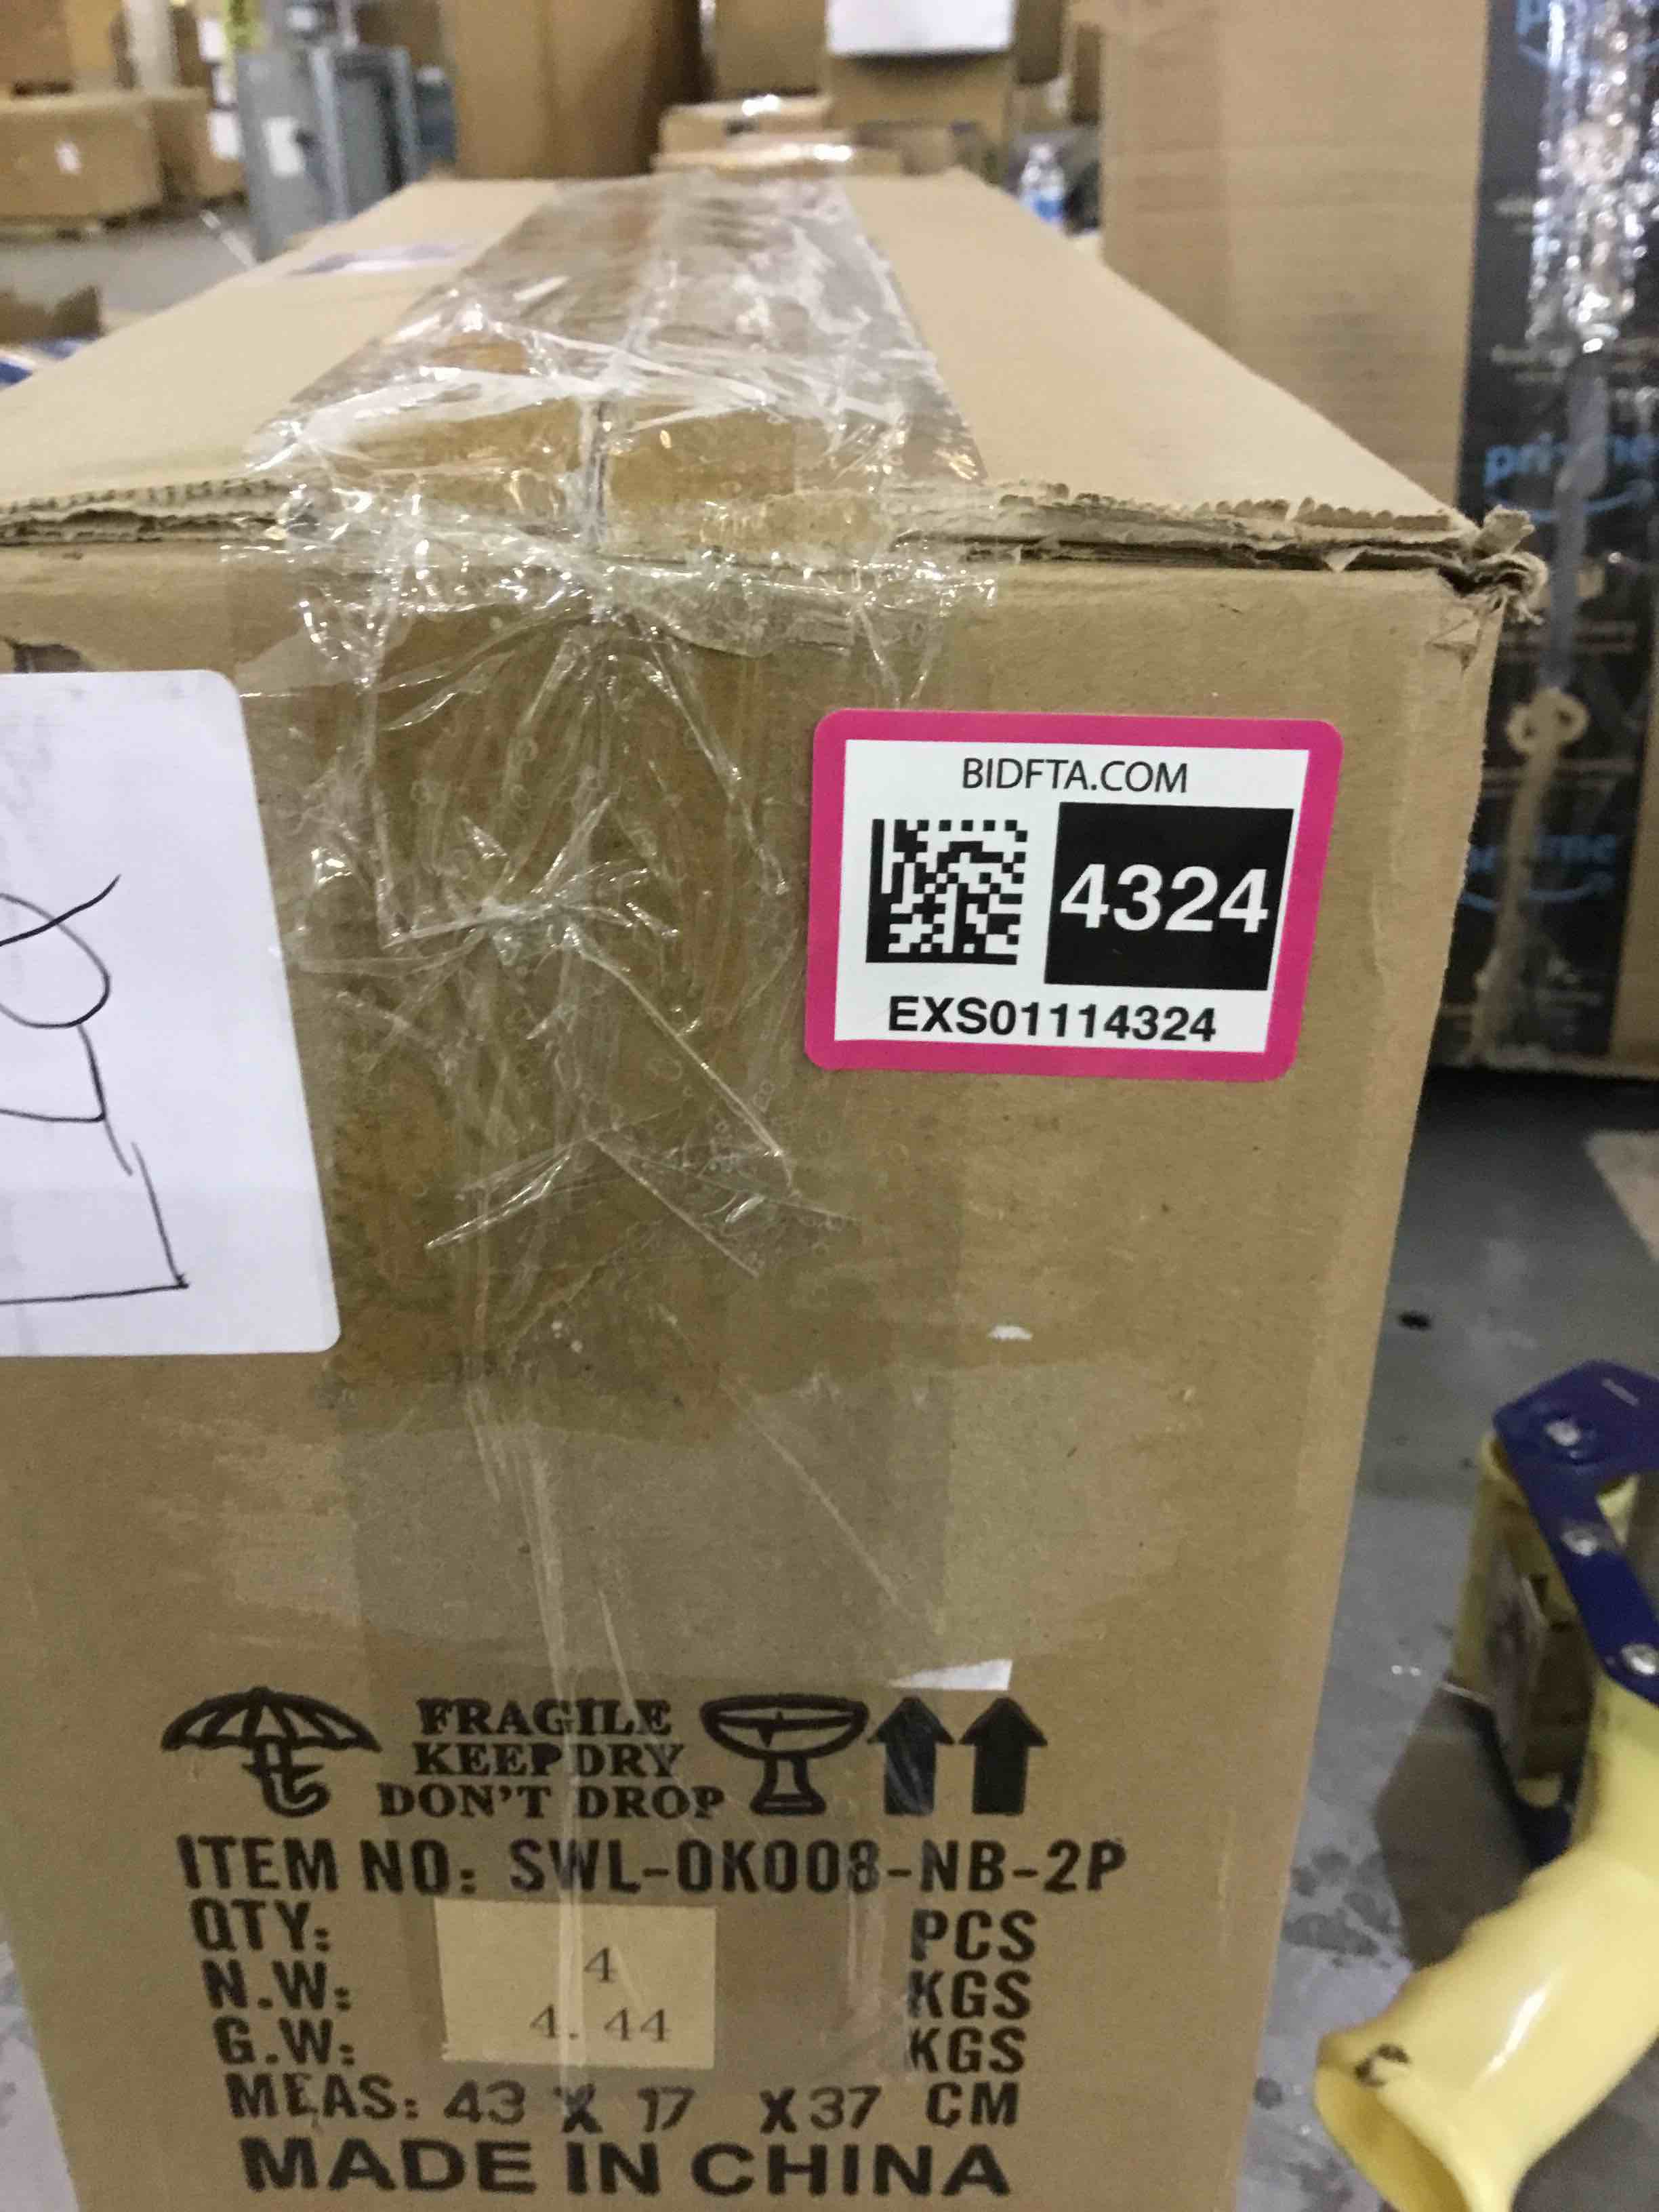 prime
BIDFTA.COM
4324
EXS01114324
FRAGILE
KEEP DRY
DON'T DROP
ITEM NO: SWL-OK008-NB-2P
QTY: PCS
N.W: 4 KGS
G.W: 4.44 KGS
MEAS: 43 X 17 X 37 CM
MADE IN CHINA